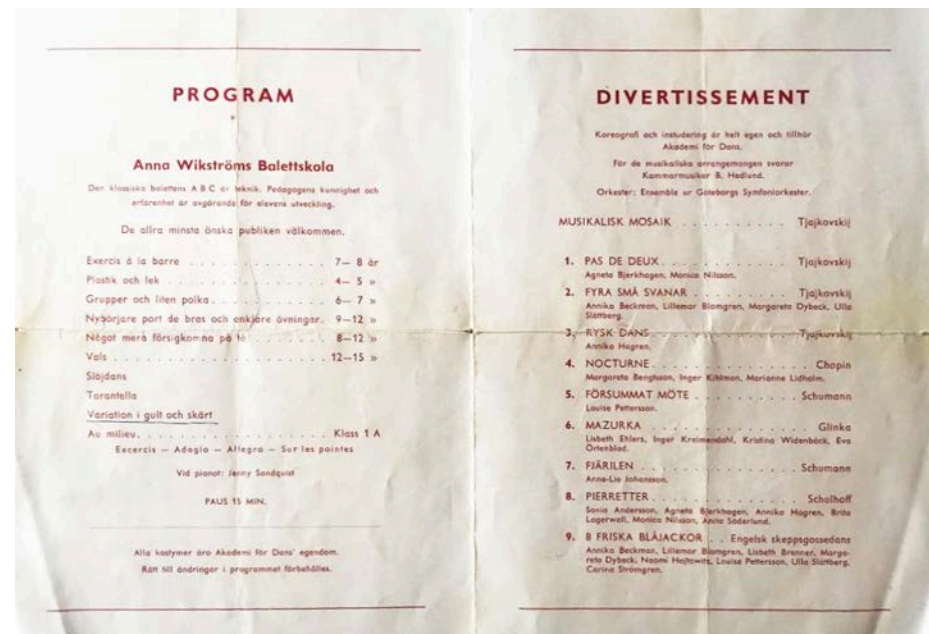 PROGRAM
Anna Wikströms Balettskola
Den klassiska balettens A B C är teknik. Pedagogens kunnighet och
erfarenhet är avgörande för elevens utveckling.
De allra minsta önska publiken välkommen.
Exercis à la barre . . . . . . . . . . . . . . 7— 8 år
Plastik och lek . . . . . . . . . . . . . . . . 4— 5 »
Grupper och liten polka . . . . . . . . . . . . 6— 7 »
Nybörjare port de bras och enklare övningar. 9—12 »
Något mera försigkomna på tå . . . . . . . . 8—12 »
Vals . . . . . . . . . . . . . . . . . . . . 12—15 »
Slöjdans
Tarantella
Variation i gult och skärt
Au milieu. . . . . . . . . . . . . . . . . . Klass 1 A
Excercis — Adagio — Allegro — Sur les pointes
Vid pianot: Jenny Sandquist
PAUS 15 MIN.
Alla kostymer äro Akademi för Dans' egendom.
Rätt till ändringar i programmet förbehålles.
DIVERTISSEMENT
Koreografi och instudering är helt egen och tillhör
Akademi för Dans.
För de musikaliska arrangemangen svarar
Kammarmusiker B. Hedlund.
Orkester: Ensemble ur Göteborgs Symfoniorkester.
MUSIKALISK MOSAIK . . . . . . . . . . Tjajkovskij
1. PAS DE DEUX . . . . . . . . . . . . Tjajkovskij
Agneta Bjerkhagen, Monica Nilsson.
2. FYRA SMÅ SVANAR . . . . . . . . . Tjajkovskij
Annika Beckman, Lillemor Blomgren, Margareta Dybeck, Ulla
Slättberg.
3. RYSK DANS . . . . . . . . . . . . Tjajkovskij
Annika Hagren.
4. NOCTURNE . . . . . . . . . . . . . . Chopin
Margareta Bengtsson, Inger Kihlman, Marianne Lidholm.
5. FÖRSUMMAT MÖTE . . . . . . . . . . Schumann
Louise Pettersson.
6. MAZURKA . . . . . . . . . . . . . . . Glinka
Lisbeth Ehlers, Inger Kreimendahl, Kristina Widenbäck, Eva
Örtenblad.
7. FJÄRILEN . . . . . . . . . . . . . . Schumann
Anna-Lie Johansson.
8. PIERRETTER . . . . . . . . . . . . . Schulhoff
Sonia Andersson, Agneta Bjerkhagen, Annika Hagren, Brita
Lagerwall, Monica Nilsson, Anita Söderlund.
9. 8 FRISKA BLÅJACKOR . . Engelsk skeppsgossedans
Annika Beckman, Lillemor Blomgren, Lisbeth Brenner, Marga-
reta Dybeck, Naomi Hajtowitz, Louise Pettersson, Ulla Slättberg,
Carina Strömgren.